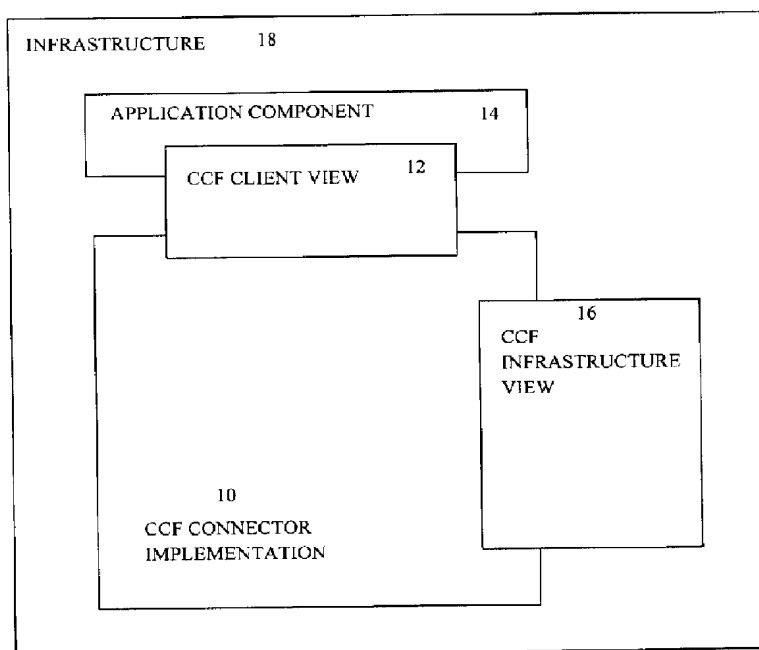 INFRASTRUCTURE 18
APPLICATION COMPONENT 14
CCF CLIENT VIEW 12
16
CCF
INFRASTRUCTURE
VIEW
10
CCF CONNECTOR
IMPLEMENTATION